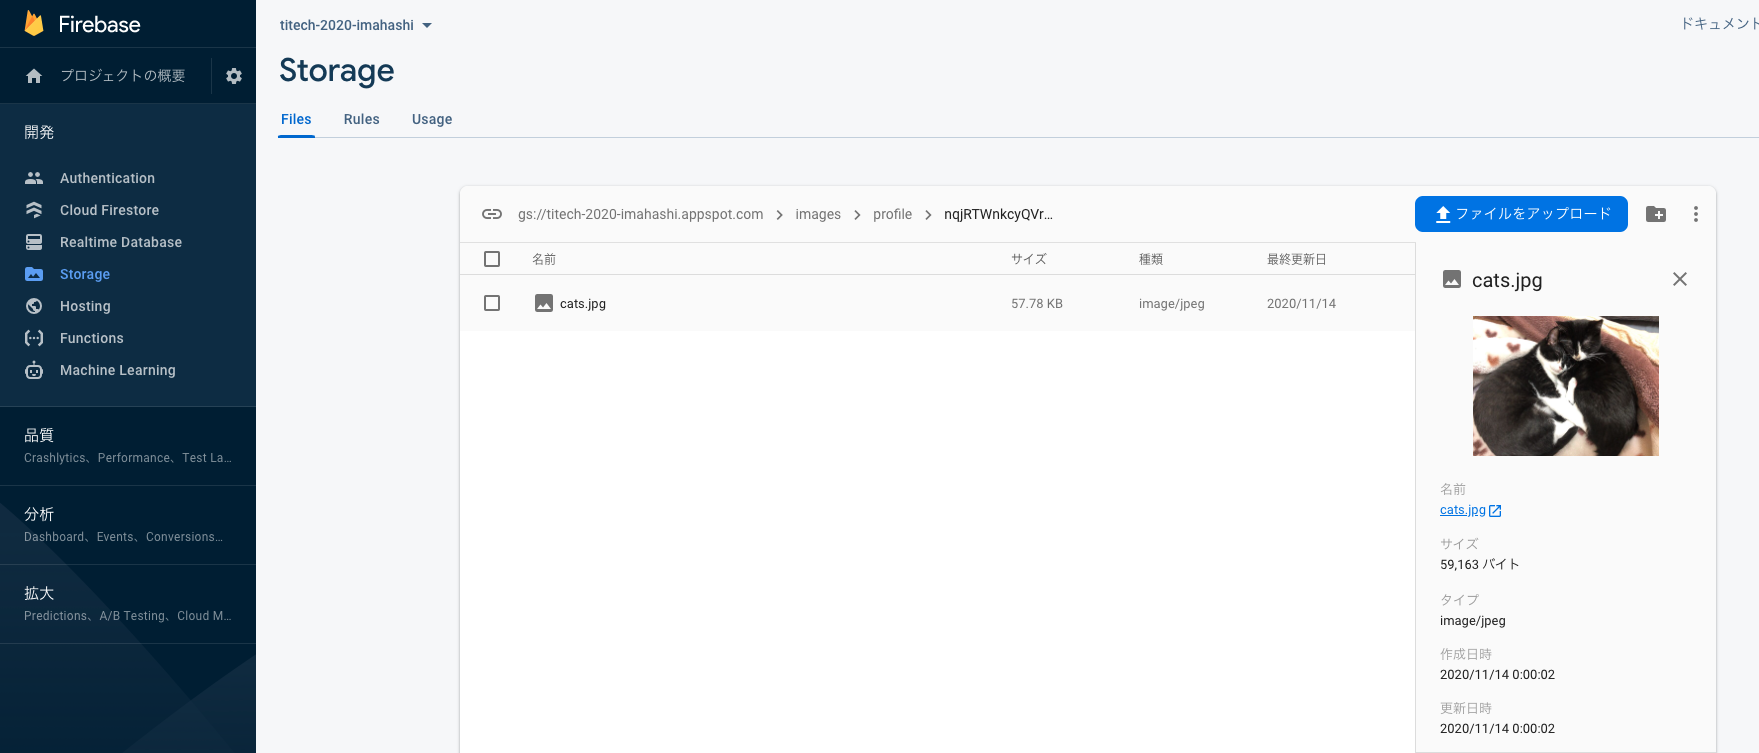 Firebase
プロジェクトの概要
開発
Authentication
Cloud Firestore
Realtime Database
Storage
Hosting
Functions
Machine Learning
品質
Crashlytics、Performance、Test La…
分析
Dashboard、Events、Conversions…
拡大
Predictions、A/B Testing、Cloud M…
titech-2020-imahashi
ドキュメント
Storage
Files Rules Usage
gs://titech-2020-imahashi.appspot.com > images > profile > nqjRTWnkcyQVr…
ファイルをアップロード
名前 サイズ 種類 最終更新日
cats.jpg 57.78 KB image/jpeg 2020/11/14
cats.jpg
名前
cats.jpg
サイズ
59,163 バイト
タイプ
image/jpeg
作成日時
2020/11/14 0:00:02
更新日時
2020/11/14 0:00:02